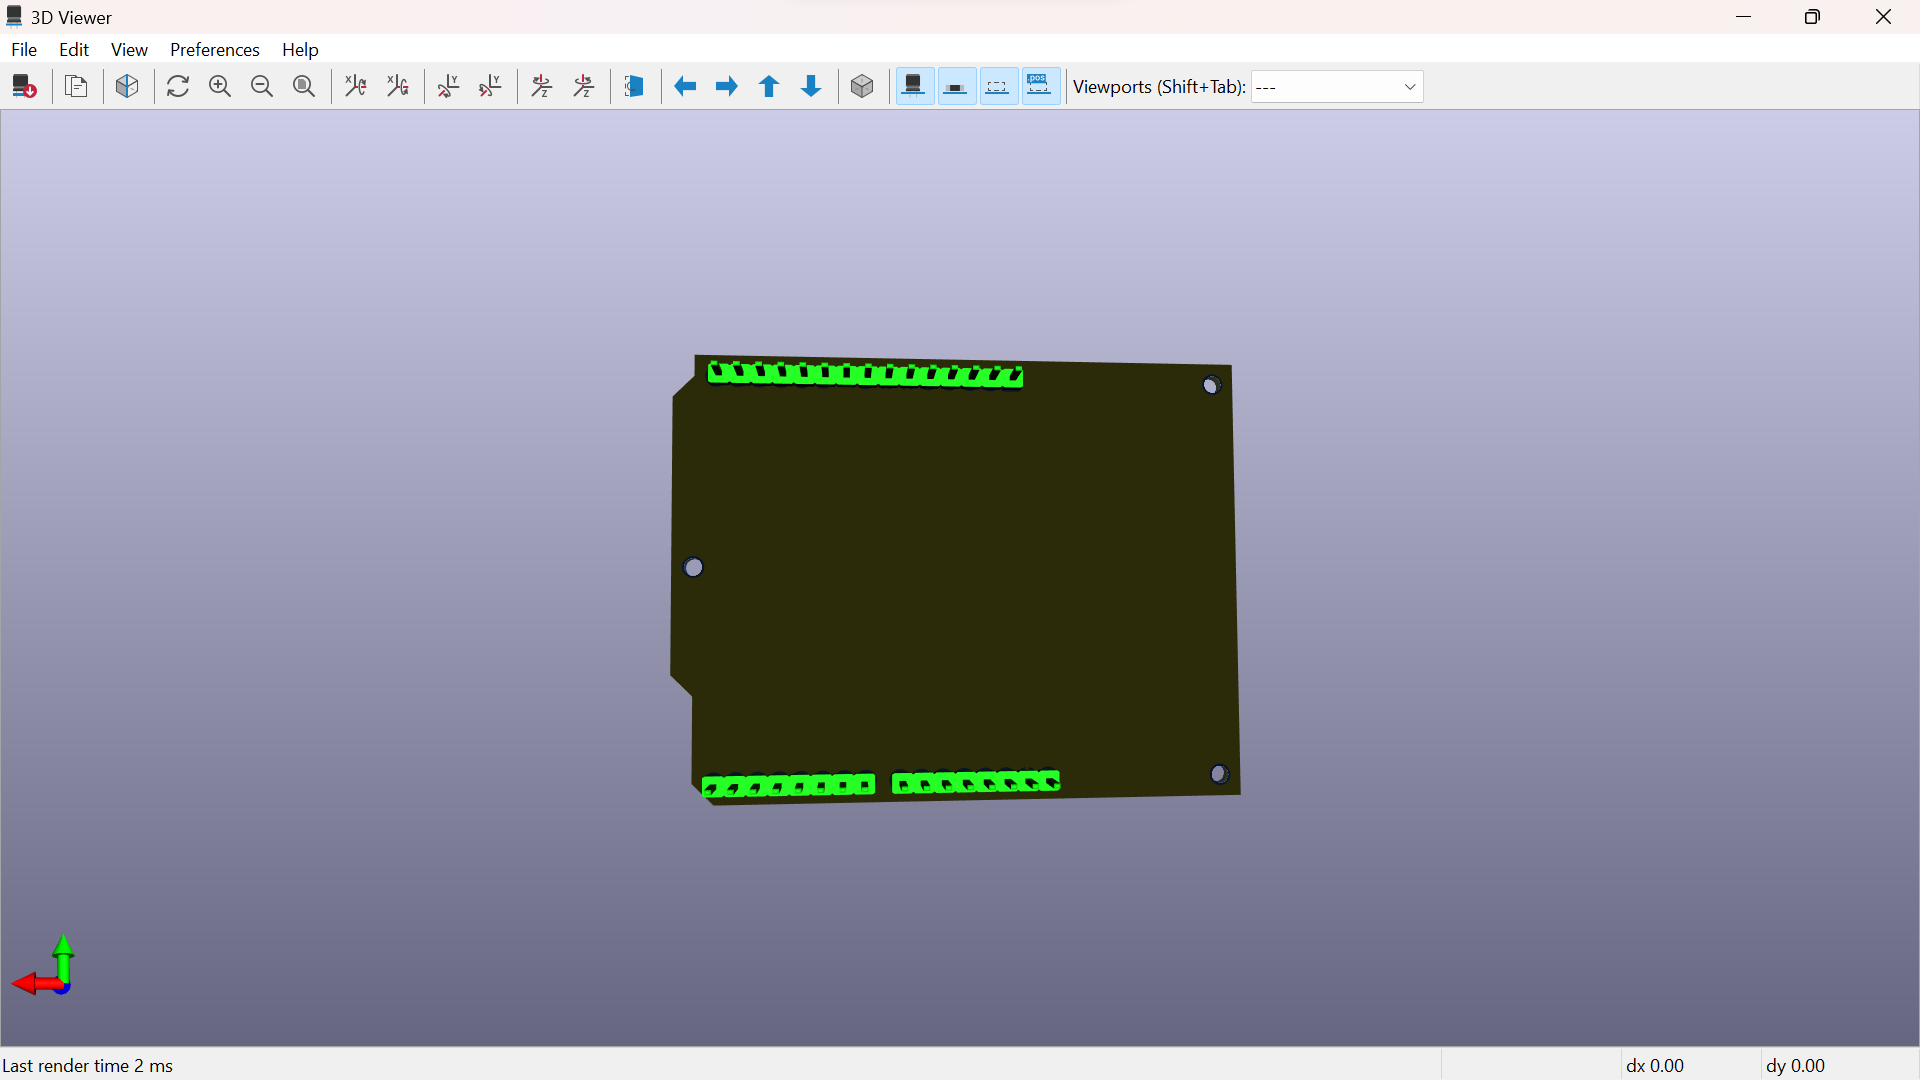 3D Viewer
File Edit View Preferences Help
X X Y Y Z Z .pos Viewports (Shift+Tab): ---
Last render time 2 ms dx 0.00 dy 0.00